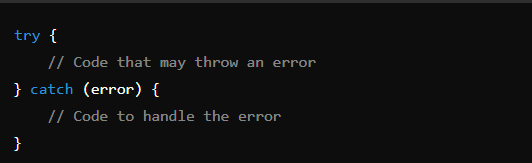 try {
    // Code that may throw an error
} catch (error) {
    // Code to handle the error
}